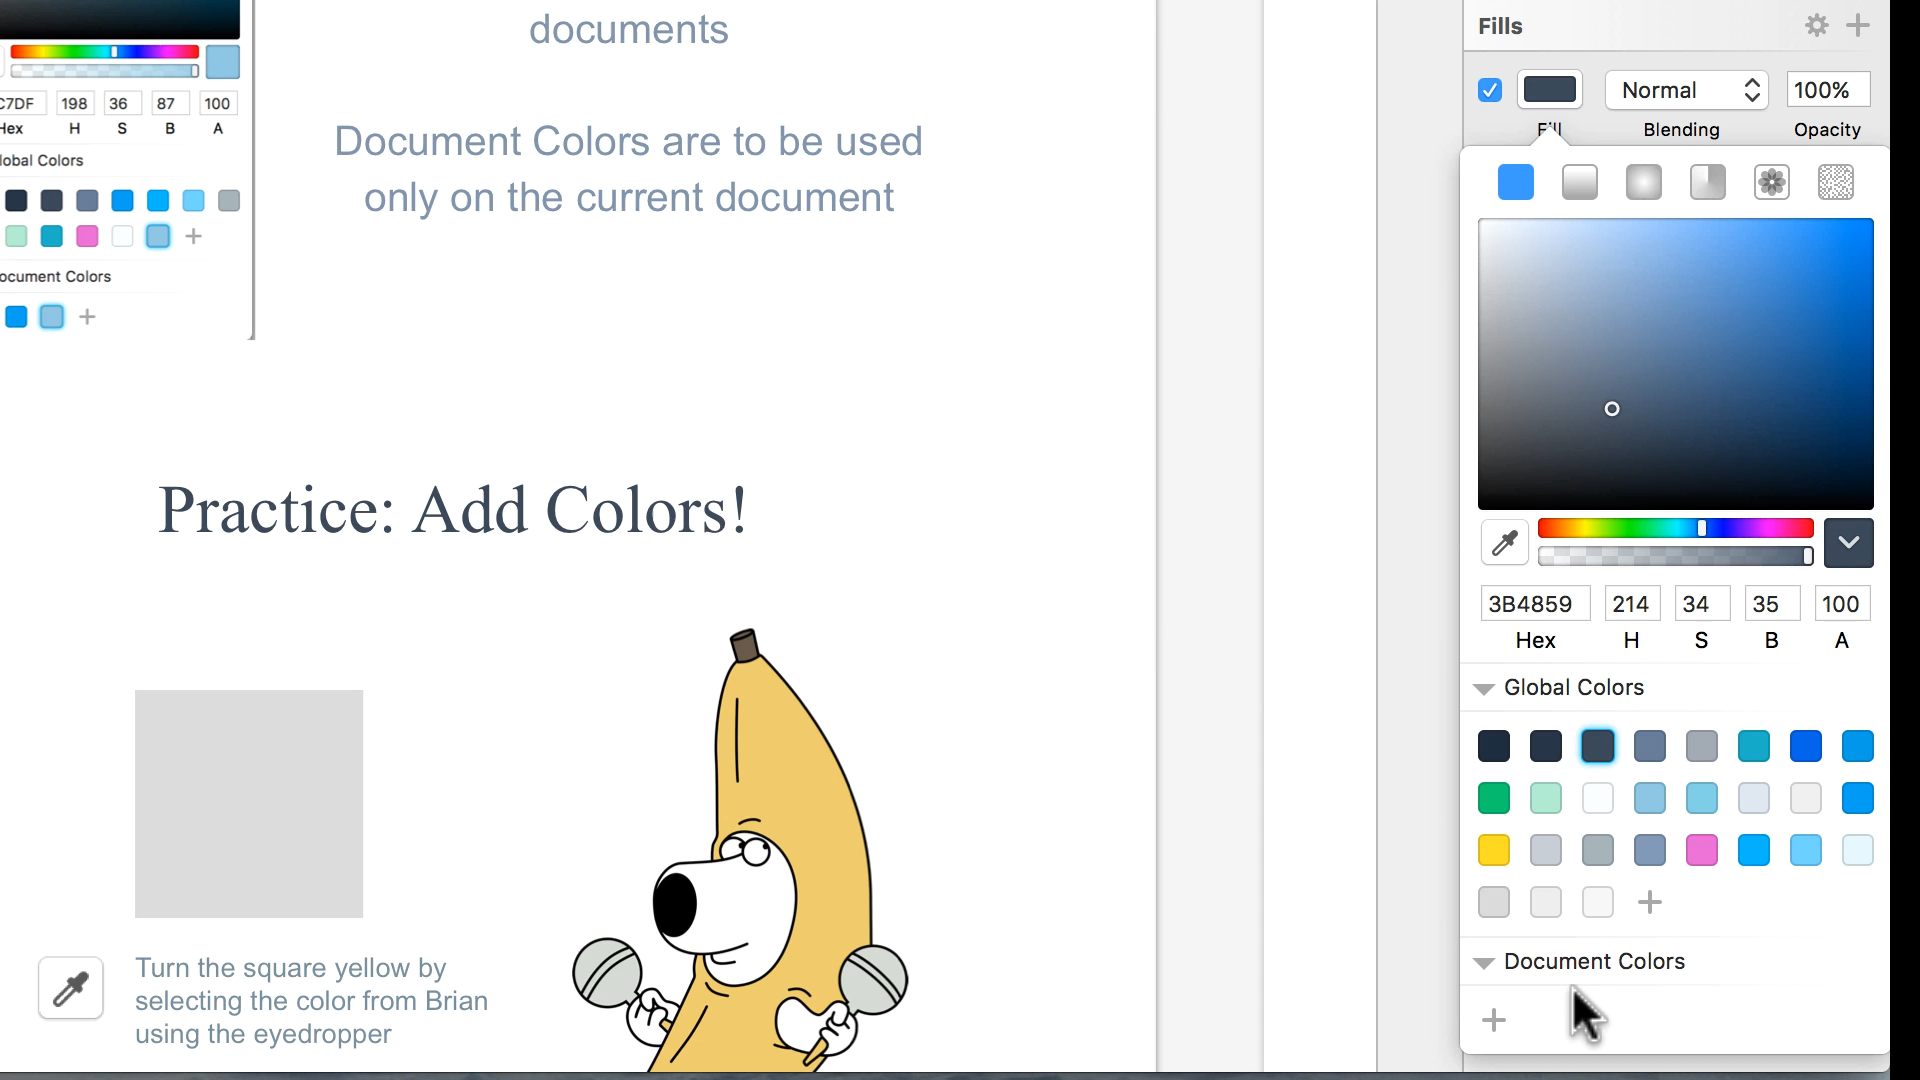 documents
C7DF 198 36 87 100
Hex H S B A
lobal Colors
ocument Colors
Document Colors are to be used
only on the current document
Practice: Add Colors!
Turn the square yellow by
selecting the color from Brian
using the eyedropper
Fills
Normal 100%
Fill Blending Opacity
3B4859 214 34 35 100
Hex H S B A
Global Colors
Document Colors